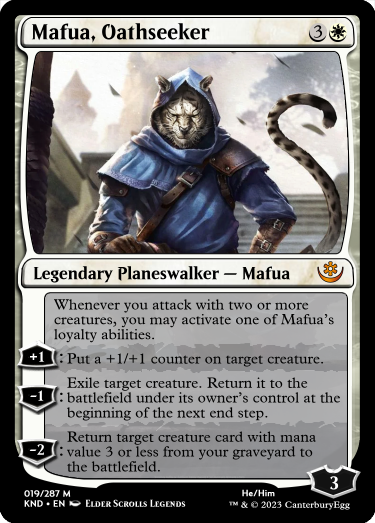 Mafua, Oathseeker 3
Legendary Planeswalker — Mafua
Whenever you attack with two or more
creatures, you may activate one of Mafua's
loyalty abilities.
+1: Put a +1/+1 counter on target creature.
Exile target creature. Return it to the
-1: battlefield under its owner's control at the
beginning of the next end step.
Return target creature card with mana
-2: value 3 or less from your graveyard to
the battlefield.
3
019/287 M He/Him
KND • EN Elder Scrolls Legends ™ & © 2023 CanterburyEgg